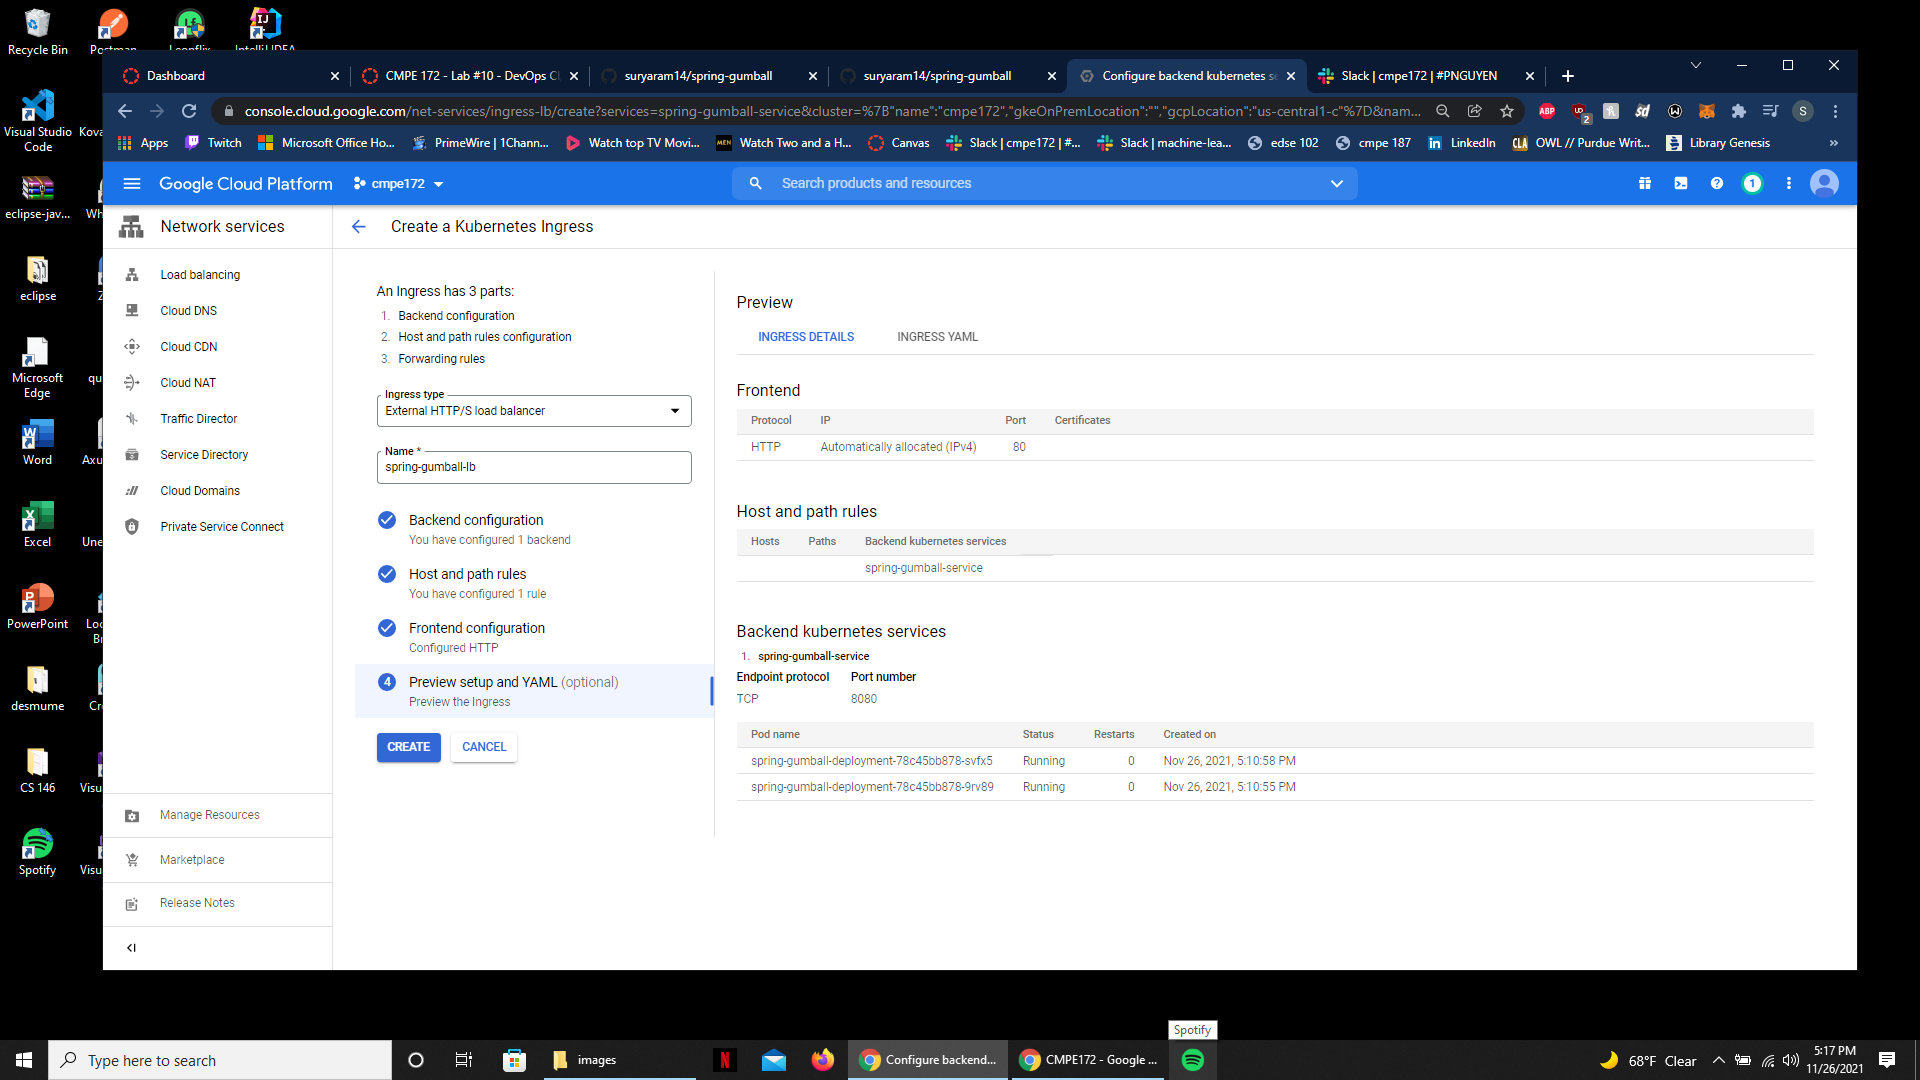 Recycle Bin
Postman
Leonflix
IntelliJ IDEA
Visual Studio
Code
Kova
eclipse-jav...
Wh
eclipse
Z
Microsoft
Edge
qu
Word
Axu
Excel
Une
PowerPoint
Loc
Br
desmume
Cr
CS 146
Visu
Spotify
Visu
Dashboard
CMPE 172 - Lab #10 - DevOps CI
suryaram14/spring-gumball
suryaram14/spring-gumball
Configure backend kubernetes se
Slack | cmpe172 | #PNGUYEN
console.cloud.google.com/net-services/ingress-lb/create?services=spring-gumball-service&cluster=%7B"name":"cmpe172","gkeOnPremLocation":"","gcpLocation":"us-central1-c"%7D&nam...
ABP
2
S
Apps
Twitch
Microsoft Office Ho...
PrimeWire | 1Chann...
Watch top TV Movi...
MEN
Watch Two and a H...
Canvas
Slack | cmpe172 | #...
Slack | machine-lea...
edse 102
cmpe 187
LinkedIn
CLA
OWL // Purdue Writ...
Library Genesis
»
Google Cloud Platform
cmpe172
Search products and resources
1
Network services
Create a Kubernetes Ingress
Load balancing
Cloud DNS
Cloud CDN
Cloud NAT
Traffic Director
Service Directory
Cloud Domains
Private Service Connect
Manage Resources
Marketplace
Release Notes
An Ingress has 3 parts:
1. Backend configuration
2. Host and path rules configuration
3. Forwarding rules
Ingress type
External HTTP/S load balancer
Name *
spring-gumball-lb
Backend configuration
You have configured 1 backend
Host and path rules
You have configured 1 rule
Frontend configuration
Configured HTTP
4 Preview setup and YAML (optional)
Preview the Ingress
CREATE CANCEL
Preview
INGRESS DETAILS INGRESS YAML
Frontend
Protocol IP Port Certificates
HTTP Automatically allocated (IPv4) 80
Host and path rules
Hosts Paths Backend kubernetes services
spring-gumball-service
Backend kubernetes services
1. spring-gumball-service
Endpoint protocol Port number
TCP 8080
Pod name Status Restarts Created on
spring-gumball-deployment-78c45bb878-svfx5 Running 0 Nov 26, 2021, 5:10:58 PM
spring-gumball-deployment-78c45bb878-9rv89 Running 0 Nov 26, 2021, 5:10:55 PM
Spotify
Type here to search
images
N
Configure backend...
CMPE172 - Google ...
68°F Clear
5:17 PM
11/26/2021